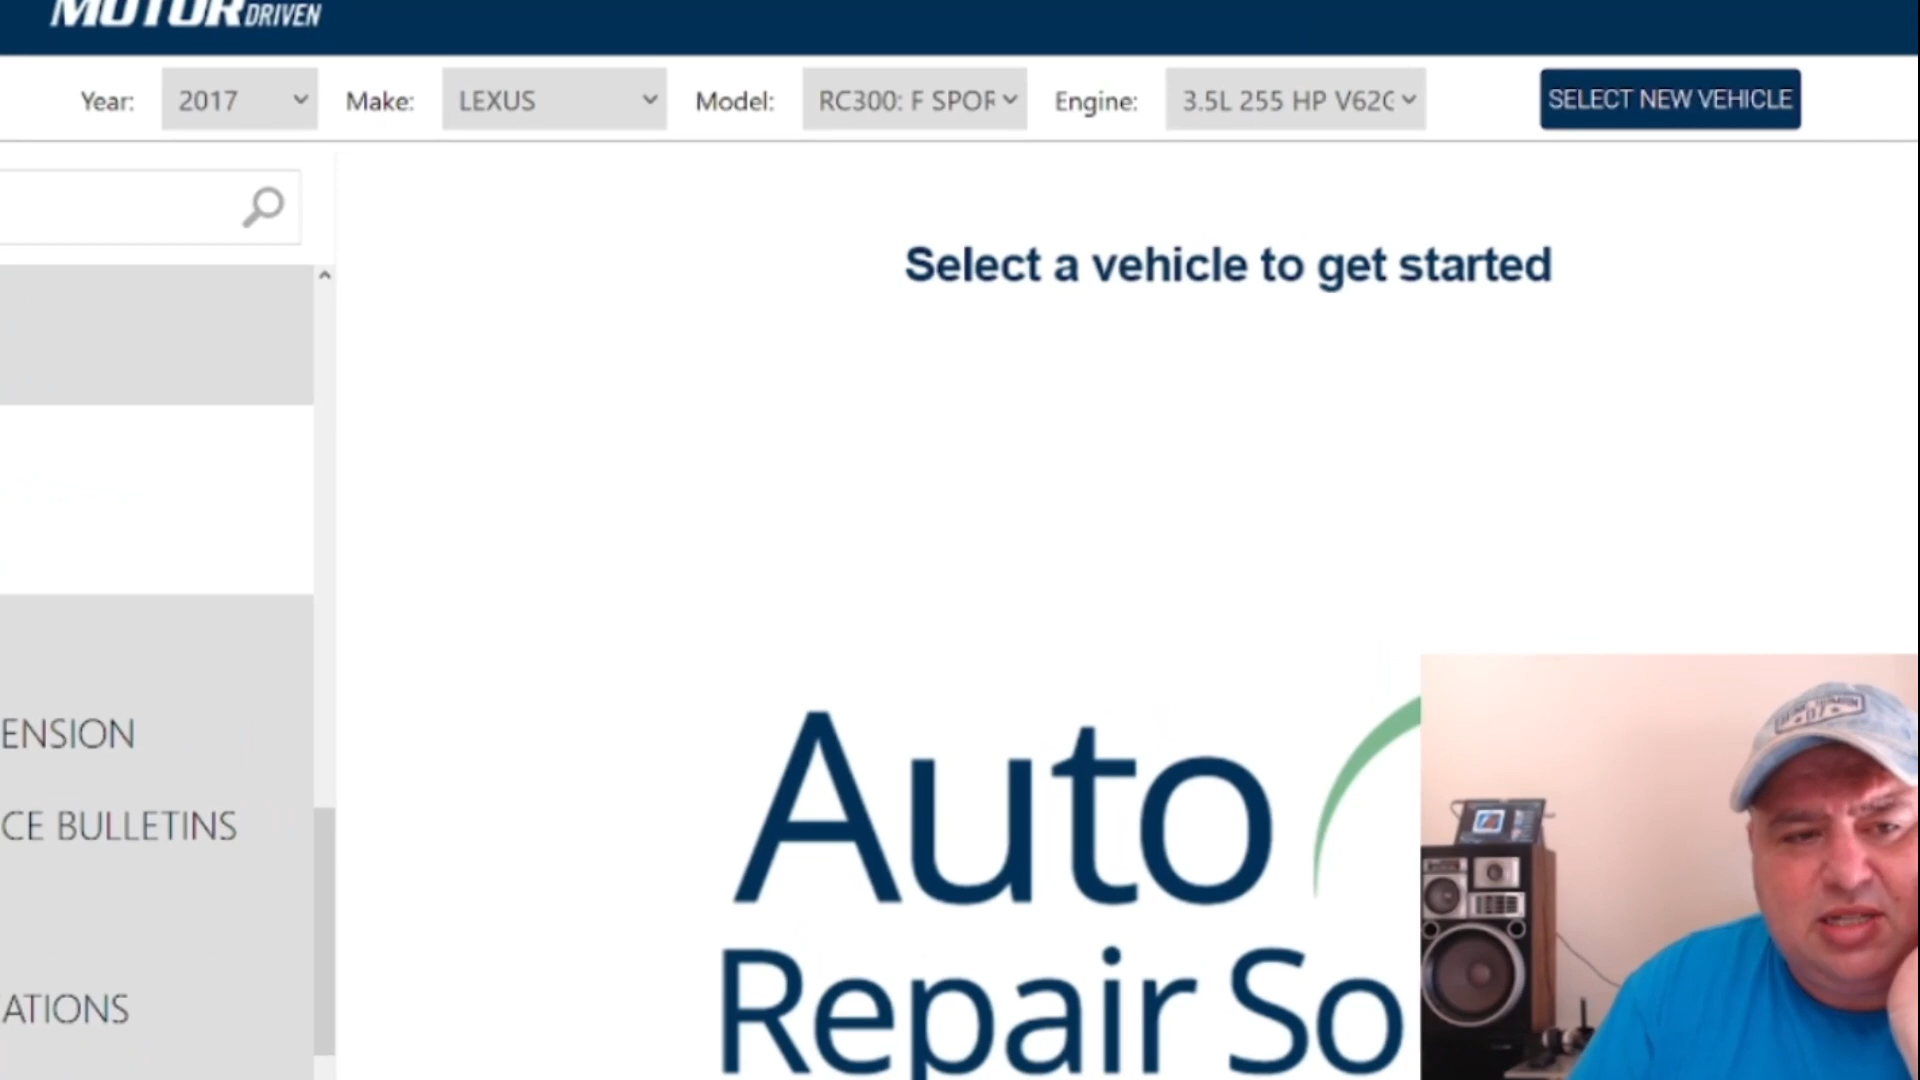 MOTOR DRIVEN
Year: 2017 Make: LEXUS Model: RC300: F SPOR Engine: 3.5L 255 HP V62G SELECT NEW VEHICLE
Select a vehicle to get started
ENSION
CE BULLETINS
ATIONS
Auto
Repair So